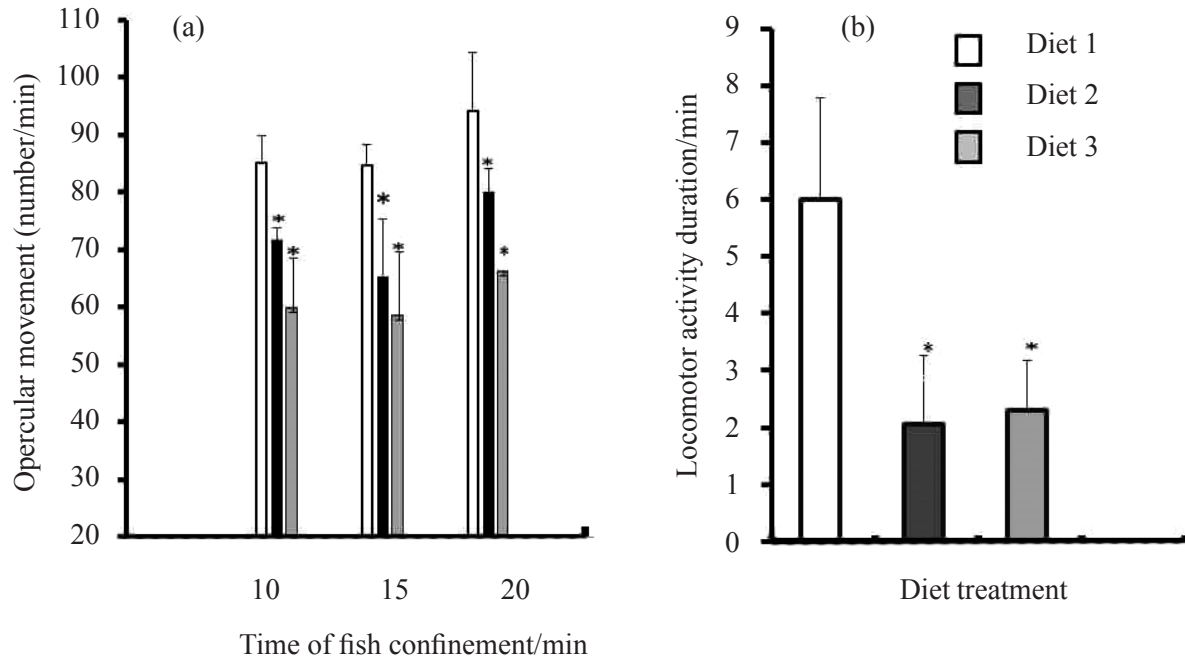 (a)
110
100
90
80
70
60
50
40
30
20
Opercular movement (number/min)
* * * * * *
10 15 20
Time of fish confinement/min
(b)
9
8
7
6
5
4
3
2
1
0
Locomotor activity duration/min
Diet 1
Diet 2
Diet 3
* *
Diet treatment